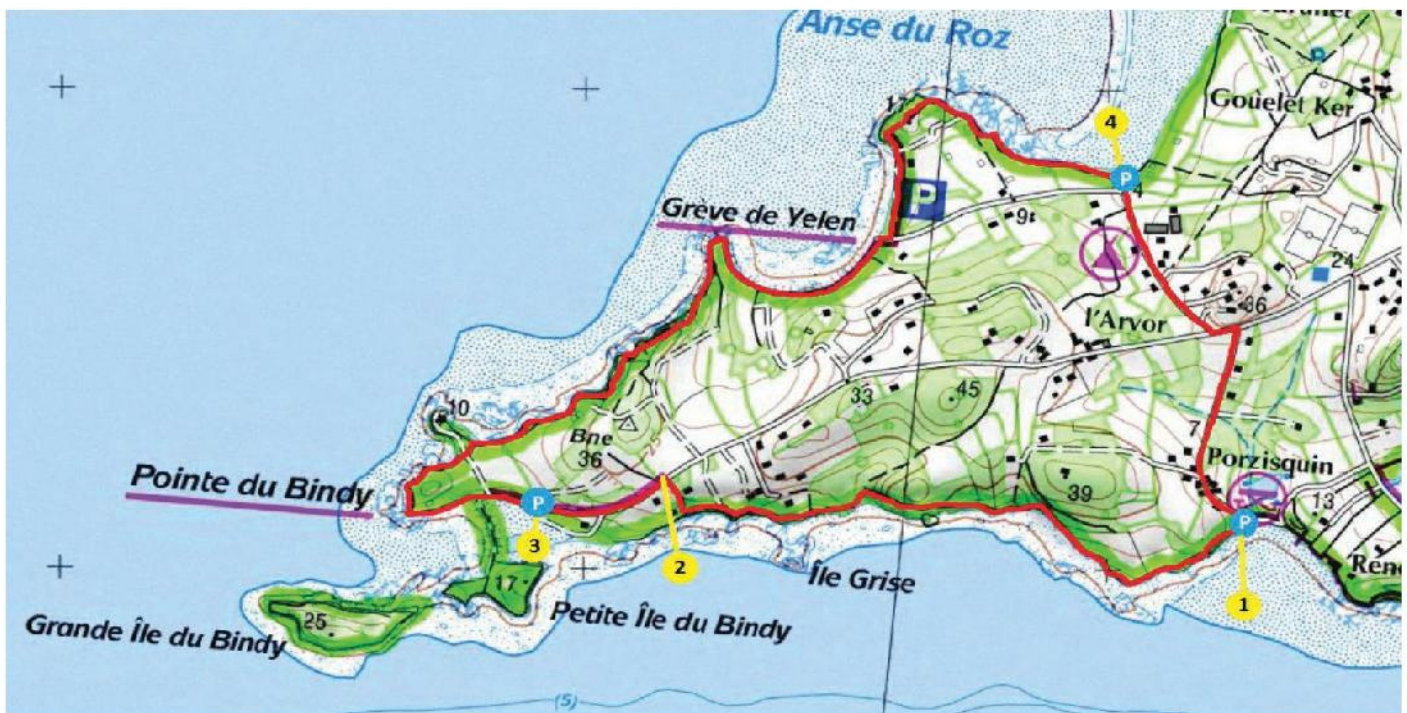 Anse du Roz
17
4
P
Gouelet Ker
P
P
4
Grève de Yelen
9
24
36
l'Arvor
10
33
45
Bne
36
7
Porzisquin
Pointe du Bindy
P
39
13
P
3
2
17
Île Grise
1
25
Petite Île du Bindy
Grande Île du Bindy
(5)